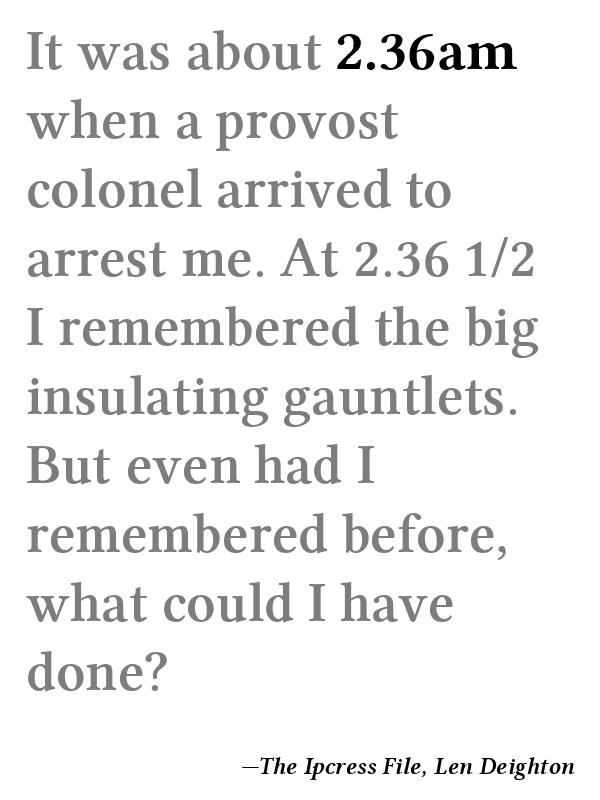 It was about 2.36am
when a provost
colonel arrived to
arrest me. At 2.36 1/2
I remembered the big
insulating gauntlets.
But even had I
remembered before,
what could I have
done?
—The Ipcress File, Len Deighton